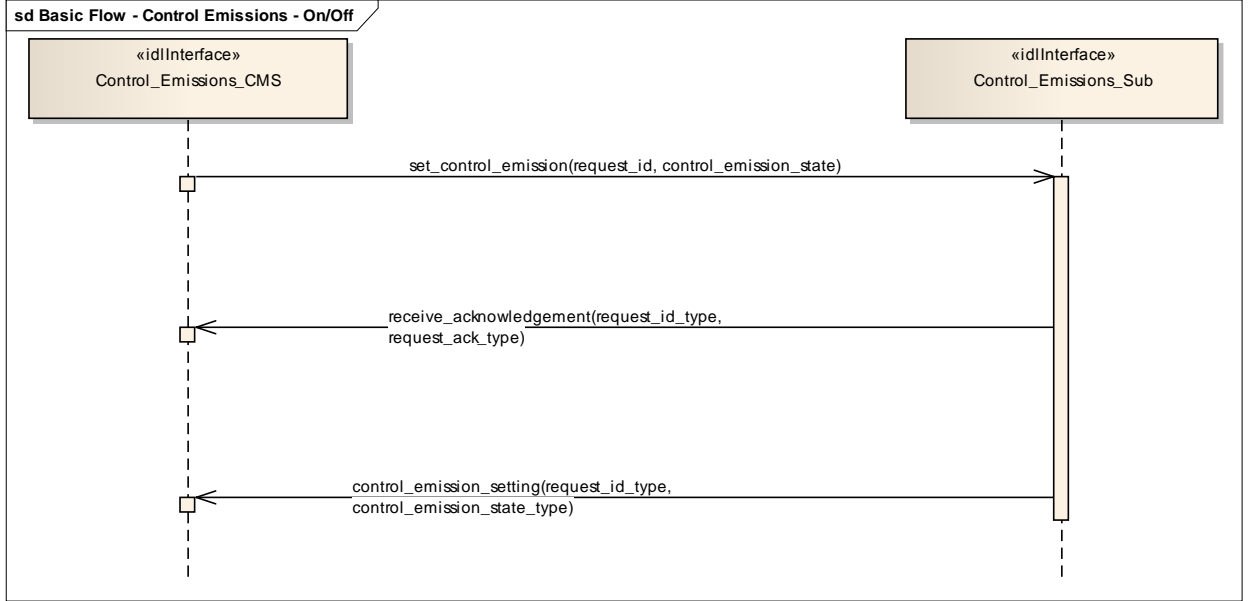 sd Basic Flow - Control Emissions - On/Off
«idlInterface»
Control_Emissions_CMS
«idlInterface»
Control_Emissions_Sub
set_control_emission(request_id, control_emission_state)
receive_acknowledgement(request_id_type,
request_ack_type)
control_emission_setting(request_id_type,
control_emission_state_type)